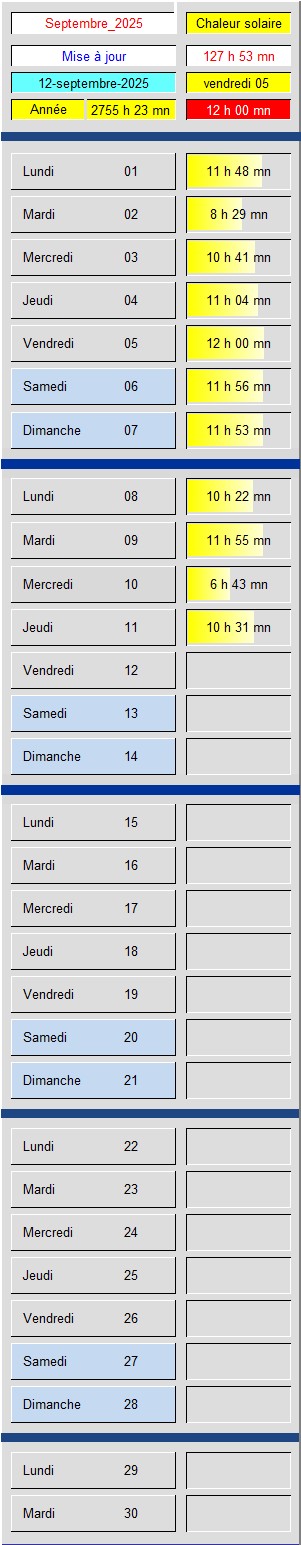 Septembre_2025 Chaleur solaire
Mise à jour 127 h 53 mn
12-septembre-2025 vendredi 05
Année 2755 h 23 mn 12 h 00 mn
Lundi 01 11 h 48 mn
Mardi 02 8 h 29 mn
Mercredi 03 10 h 41 mn
Jeudi 04 11 h 04 mn
Vendredi 05 12 h 00 mn
Samedi 06 11 h 56 mn
Dimanche 07 11 h 53 mn
Lundi 08 10 h 22 mn
Mardi 09 11 h 55 mn
Mercredi 10 6 h 43 mn
Jeudi 11 10 h 31 mn
Vendredi 12
Samedi 13
Dimanche 14
Lundi 15
Mardi 16
Mercredi 17
Jeudi 18
Vendredi 19
Samedi 20
Dimanche 21
Lundi 22
Mardi 23
Mercredi 24
Jeudi 25
Vendredi 26
Samedi 27
Dimanche 28
Lundi 29
Mardi 30